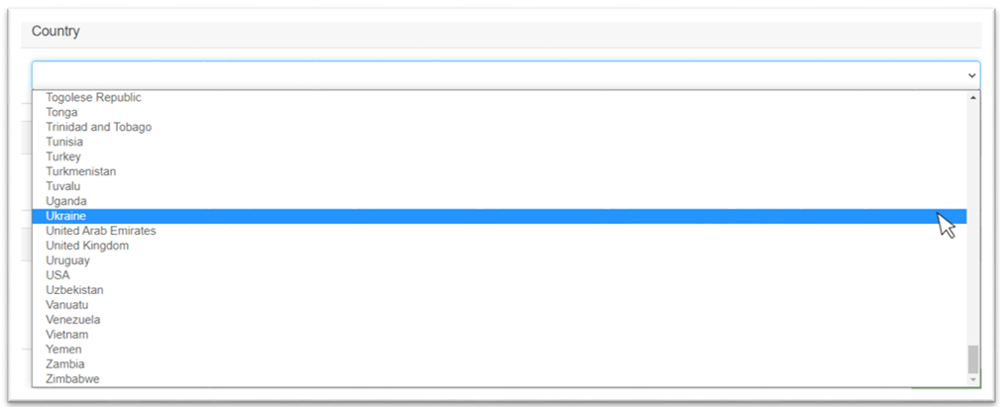 Country
Togolese Republic
Tonga
Trinidad and Tobago
Tunisia
Turkey
Turkmenistan
Tuvalu
Uganda
Ukraine
United Arab Emirates
United Kingdom
Uruguay
USA
Uzbekistan
Vanuatu
Venezuela
Vietnam
Yemen
Zambia
Zimbabwe